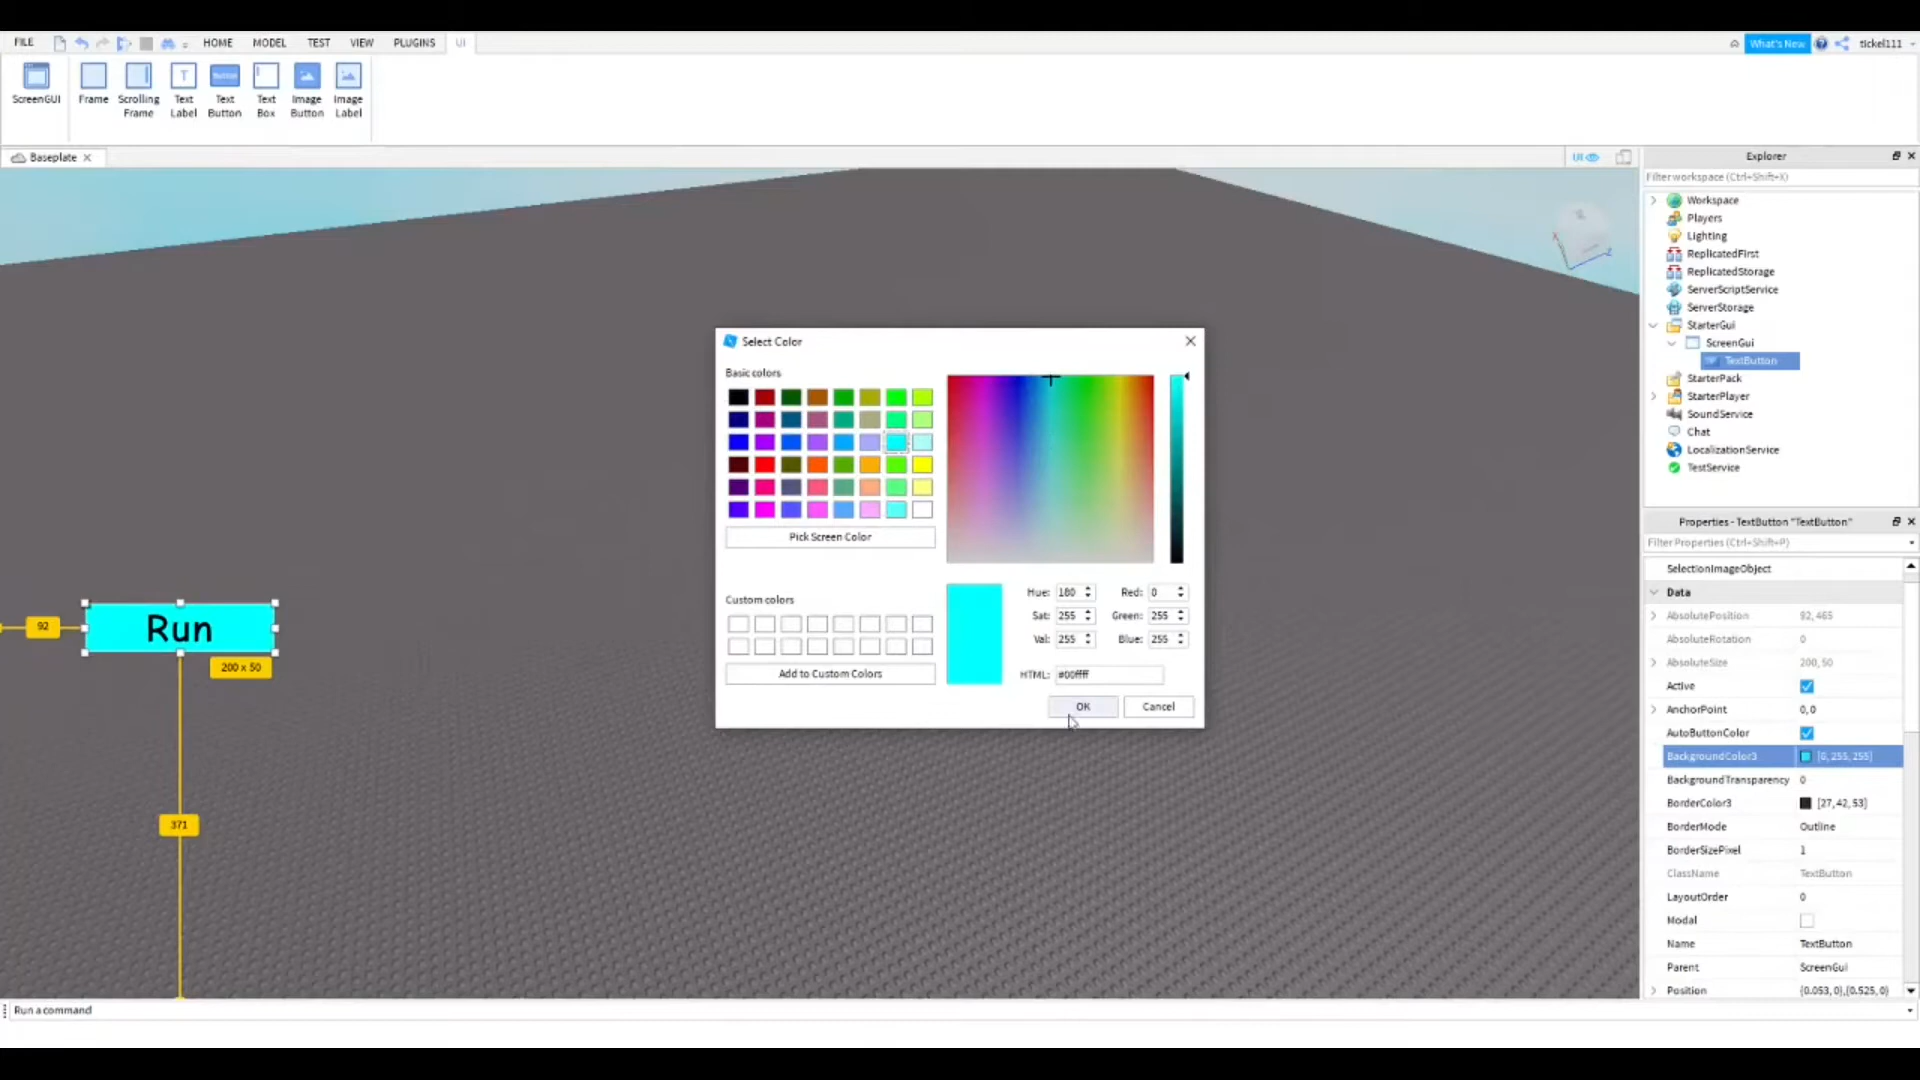 FILE HOME MODEL TEST VIEW PLUGINS UI What's New tickel111
ScreenGUI Frame Scrolling Frame Text Label Text Button Text Box Image Button Image Label
Baseplate UI
Explorer
Filter workspace (Ctrl+Shift+X)
Workspace
Players
Lighting
ReplicatedFirst
ReplicatedStorage
ServerScriptService
ServerStorage
StarterGui
ScreenGui
TextButton
StarterPack
StarterPlayer
SoundService
Chat
LocalizationService
TestService
Select Color
Basic colors
Pick Screen Color
Custom colors
Add to Custom Colors
Hue: 180 Red: 0
Sat: 255 Green: 255
Val: 255 Blue: 255
HTML: #00ffff
OK Cancel
92
Run
200 x 50
371
Properties - TextButton "TextButton"
Filter Properties (Ctrl+Shift+P)
SelectionImageObject
Data
AbsolutePosition 92, 465
AbsoluteRotation 0
AbsoluteSize 200, 50
Active
AnchorPoint 0, 0
AutoButtonColor
BackgroundColor3 [0, 255, 255]
BackgroundTransparency 0
BorderColor3 [27, 42, 53]
BorderMode Outline
BorderSizePixel 1
ClassName TextButton
LayoutOrder 0
Modal
Name TextButton
Parent ScreenGui
Position {0.053, 0},{0.525, 0}
Run a command